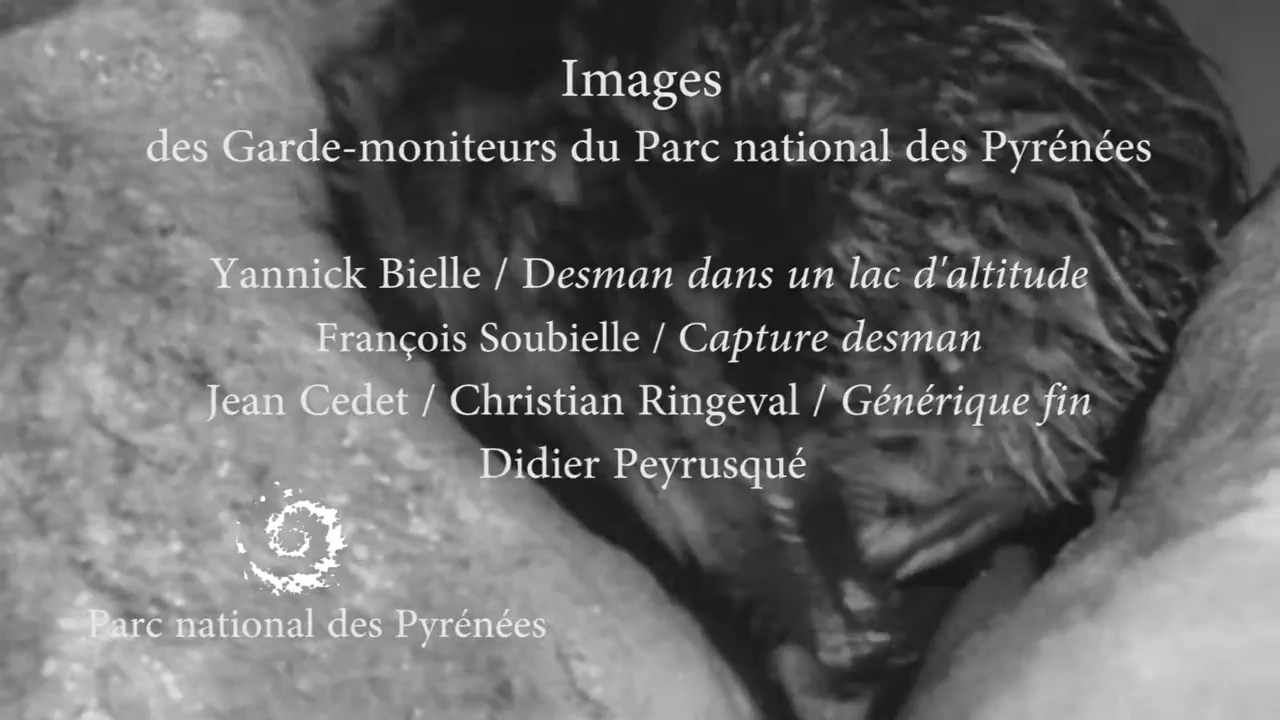 Images
des Garde-moniteurs du Parc national des Pyrénées
Yannick Bielle / Desman dans un lac d'altitude
François Soubielle / Capture desman
Jean Cedet / Christian Ringeval / Générique fin
Didier Peyrusqué
Parc national des Pyrénées